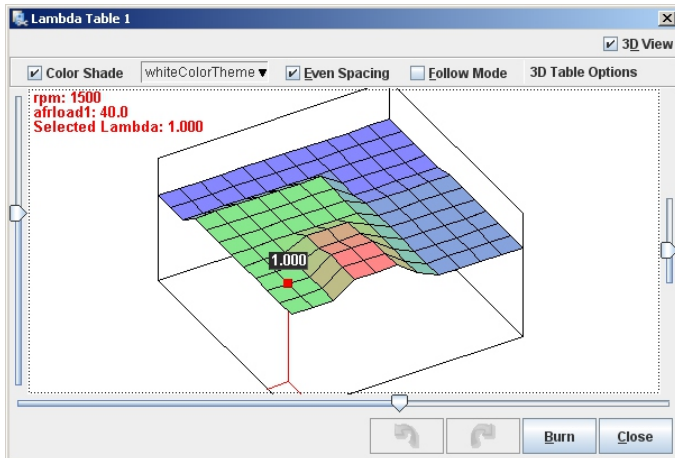 Lambda Table 1
3D View
Color Shade whiteColorTheme Even Spacing Follow Mode 3D Table Options
rpm: 1500
afrload1: 40.0
Selected Lambda: 1.000
1.000
Burn Close